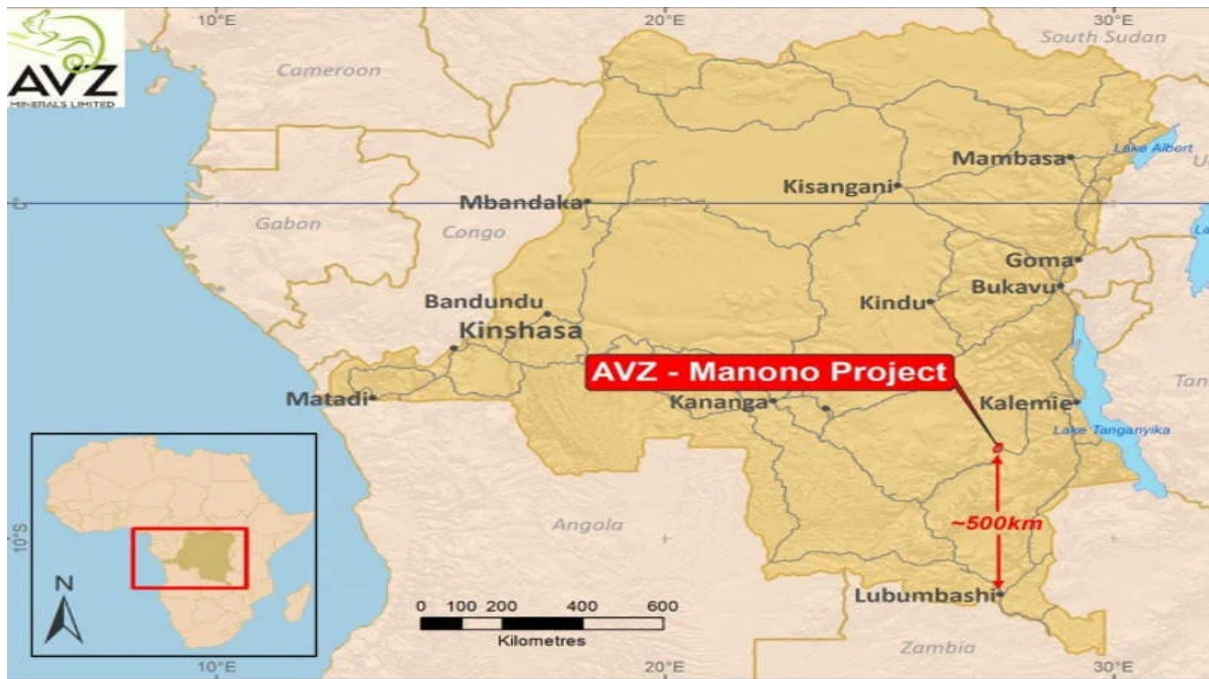 10°E
20°E
30°E
South Sudan
Cameroon
AVZ
MINERALS LIMITED
Lake Albert
Mambasa
Kisangani
0°
Mbandaka
Gabon
Congo
Goma
Bukavu
Bandundu
Kindu
Kinshasa
AVZ - Manono Project
Matadi
Kananga
Kalemie
Lake Tanganyika
10°S
Angola
~500km
N
Lubumbashi
0 100 200 400 600
Kilometres
Zambia
10°E
20°E
30°E